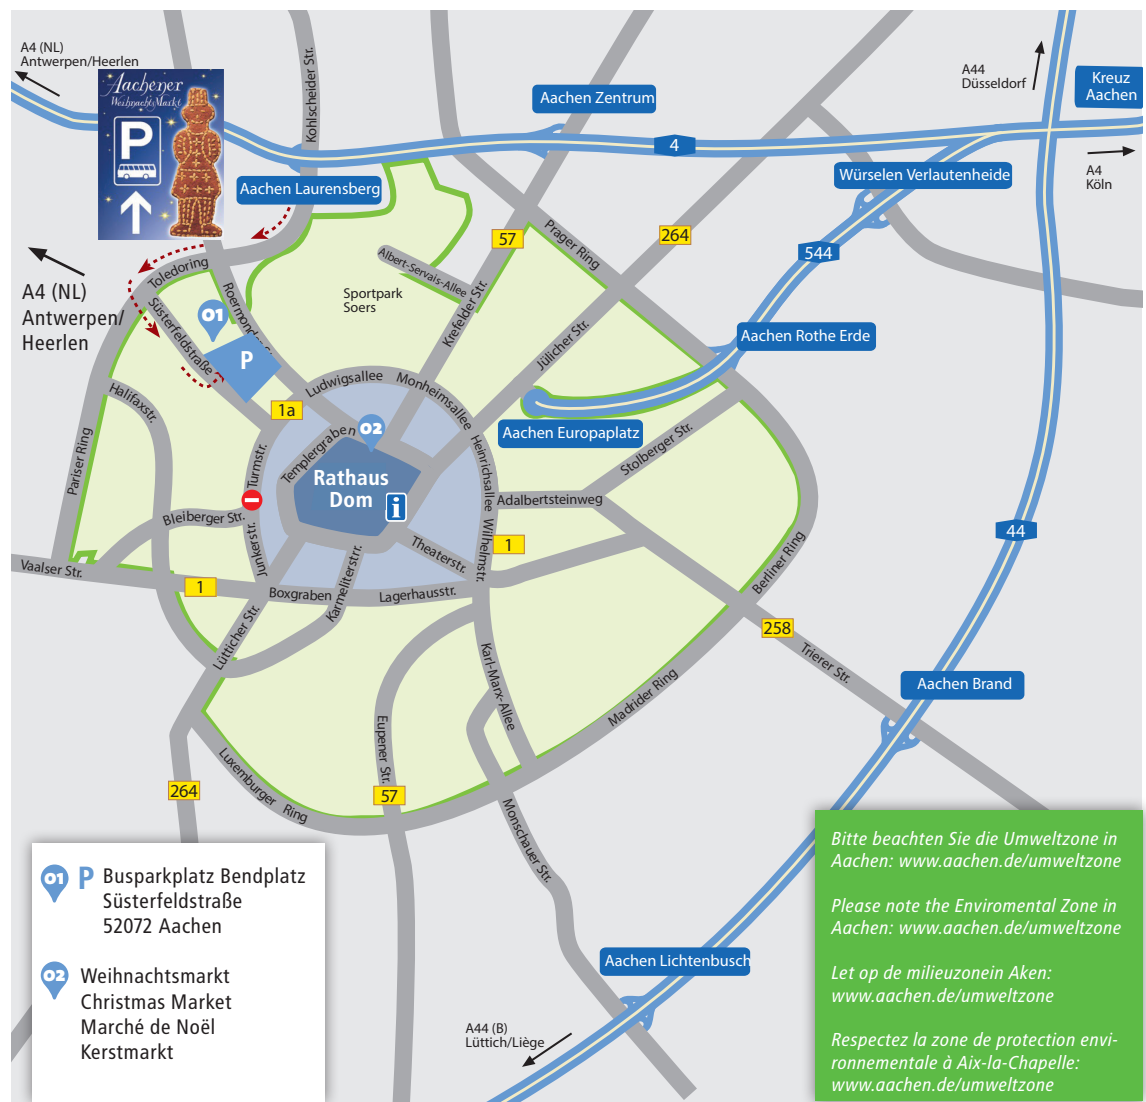 A4 (NL)
Antwerpen/Heerlen
Aachener
WeihnachtsMarkt
P
Kohlscheider Str.
Aachen Zentrum
4
A44
Düsseldorf
Kreuz
Aachen
A4
Köln
Aachen Laurensberg
Würselen Verlautenheide
57
264
544
Prager Ring
Albert-Servais-Allee
Toledoring
A4 (NL)
Antwerpen/
Heerlen
Sportpark
Soers
Roermonder St
Krefelder Str.
Süsterfeldstraße
01
P
Jülicher Str.
Aachen Rothe Erde
Ludwigsallee
Monheimsallee
Halifaxstr.
1a
02
Aachen Europaplatz
Templergraben
Heinrichsallee
Stolberger Str.
Turmstr.
Pariser Ring
Rathaus
Dom
i
Adalbertsteinweg
Bleiberger Str.
Wilhelmstr.
44
Junkerstr.
Theaterstr.
1
Berliner Ring
Vaalser Str.
1
Boxgraben
Karmeliterstrr.
Lagerhausstr.
Lütticher Str.
258
Trierer Str.
Karl-Marx-Allee
Madrider Ring
Aachen Brand
Eupener Str.
Luxemburger Ring
264
57
Monschauer Str.
01 P Busparkplatz Bendplatz
Süsterfeldstraße
52072 Aachen
02 Weihnachtsmarkt
Christmas Market
Marché de Noël
Kerstmarkt
Aachen Lichtenbusch
A44 (B)
Lüttich/Liège
Bitte beachten Sie die Umweltzone in
Aachen: www.aachen.de/umweltzone
Please note the Enviromental Zone in
Aachen: www.aachen.de/umweltzone
Let op de milieuzonein Aken:
www.aachen.de/umweltzone
Respectez la zone de protection envi-
ronnementale à Aix-la-Chapelle:
www.aachen.de/umweltzone